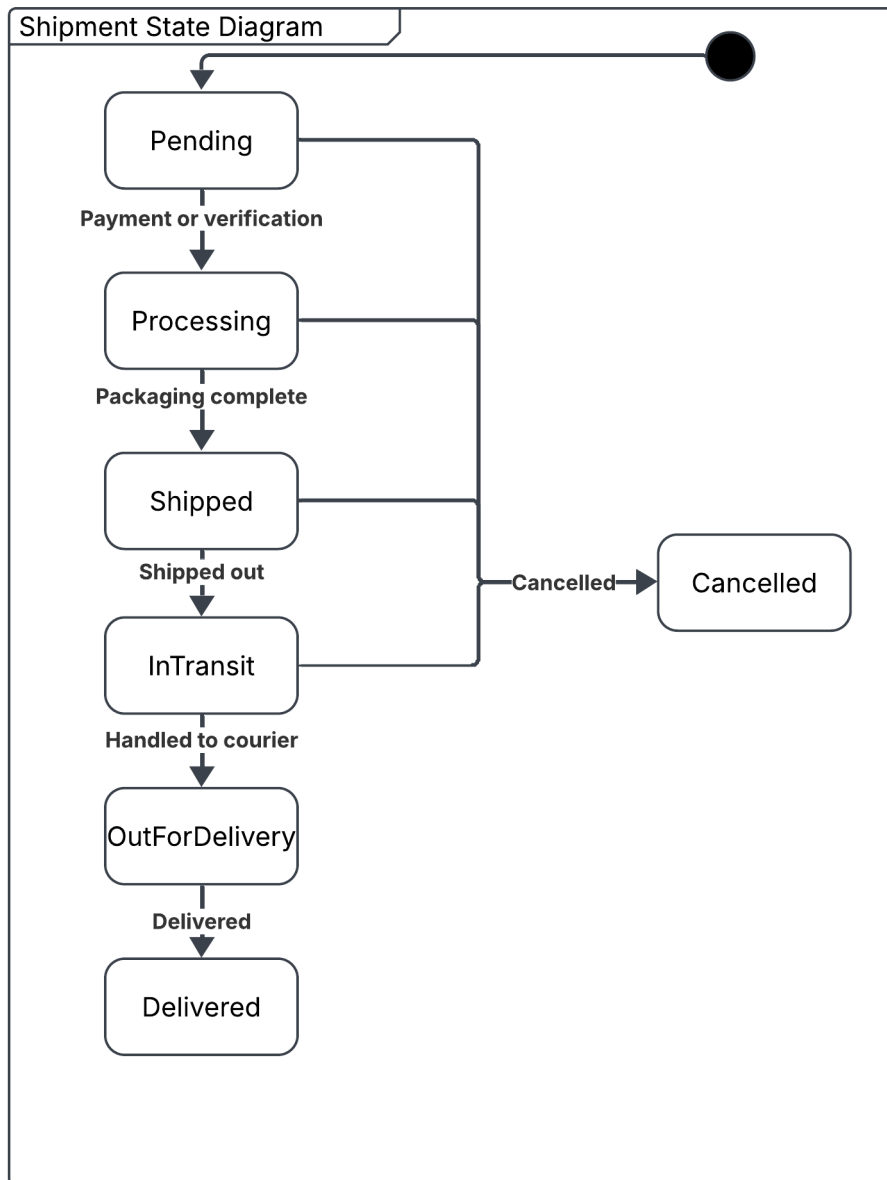 Shipment State Diagram
Pending
Payment or verification
Processing
Packaging complete
Shipped
Shipped out
Cancelled
Cancelled
InTransit
Handled to courier
OutForDelivery
Delivered
Delivered